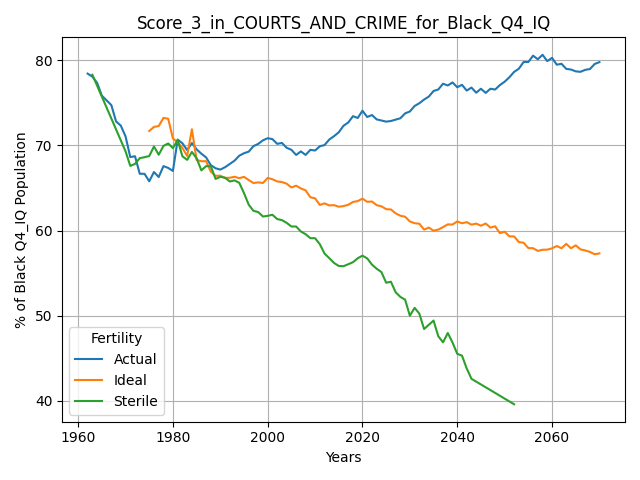 Score_3_in_COURTS_AND_CRIME_for_Black_Q4_IQ
80
70
60
50
40
% of Black Q4_IQ Population
Fertility
Actual
Ideal
Sterile
1960 1980 2000 2020 2040 2060
Years